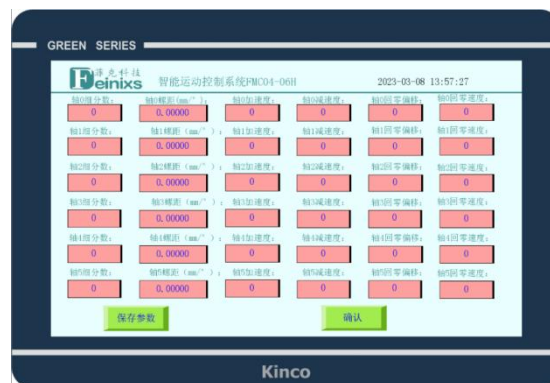 GREEN SERIES
菲克科技
Feinixs
智能运动控制系统FMC04-06H
2023-03-08 13:57:27
轴0细分数: 轴0螺距(mm/°): 轴0加速度: 轴0减速度: 轴0回零偏移: 轴0回零速度:
0 0.00000 0 0 0 0
轴1细分数: 轴1螺距(mm/°): 轴1加速度: 轴1减速度: 轴1回零偏移: 轴1回零速度:
0 0.00000 0 0 0 0
轴2细分数: 轴2螺距(mm/°): 轴2加速度: 轴2减速度: 轴2回零偏移: 轴2回零速度:
0 0.00000 0 0 0 0
轴3细分数: 轴3螺距(mm/°): 轴3加速度: 轴3减速度: 轴3回零偏移: 轴3回零速度:
0 0.00000 0 0 0 0
轴4细分数: 轴4螺距(mm/°): 轴4加速度: 轴4减速度: 轴4回零偏移: 轴4回零速度:
0 0.00000 0 0 0 0
轴5细分数: 轴5螺距(mm/°): 轴5加速度: 轴5减速度: 轴5回零偏移: 轴5回零速度:
0 0.00000 0 0 0 0
保存参数 确认
Kinco